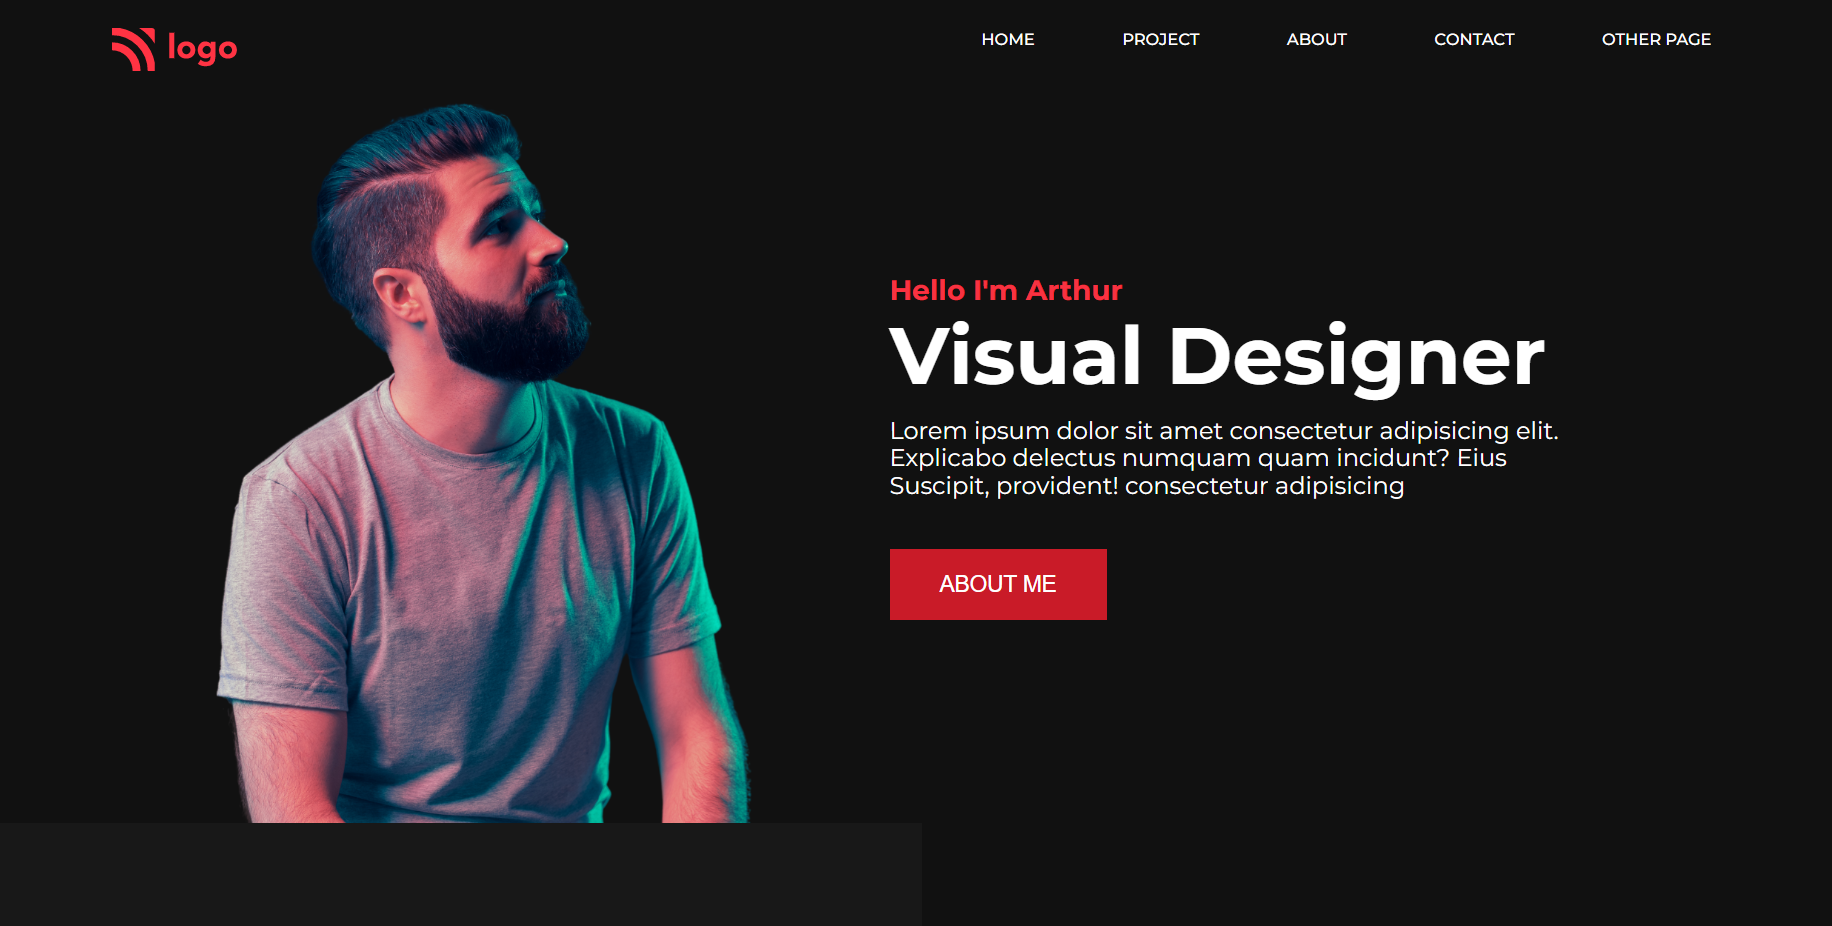 logo
HOME PROJECT ABOUT CONTACT OTHER PAGE
Hello I'm Arthur
Visual Designer
Lorem ipsum dolor sit amet consectetur adipisicing elit.
Explicabo delectus numquam quam incidunt? Eius
Suscipit, provident! consectetur adipisicing
ABOUT ME